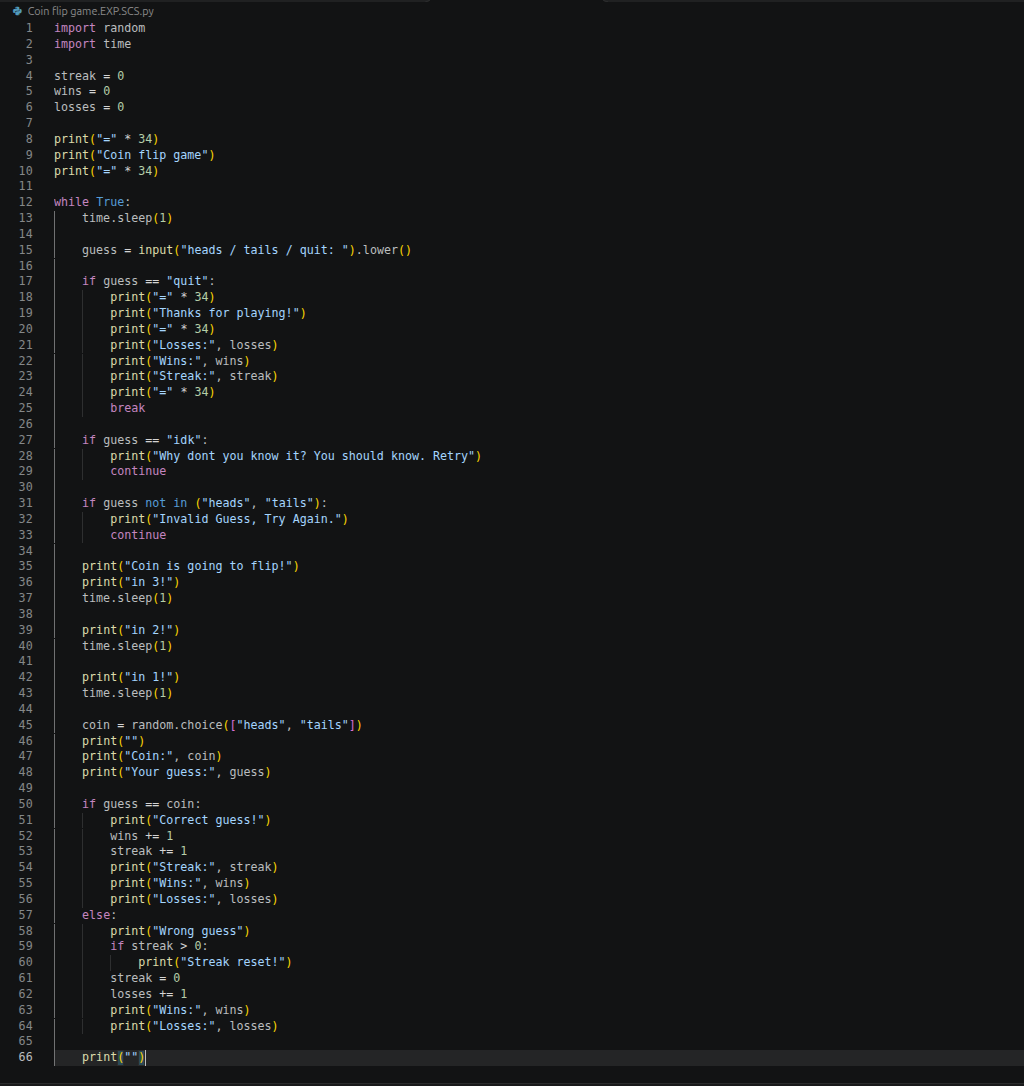 Coin flip game.EXP.SCS.py
1 import random
2 import time
3
4 streak = 0
5 wins = 0
6 losses = 0
7
8 print("=" * 34)
9 print("Coin flip game")
10 print("=" * 34)
11
12 while True:
13     time.sleep(1)
14
15     guess = input("heads / tails / quit: ").lower()
16
17     if guess == "quit":
18         print("=" * 34)
19         print("Thanks for playing!")
20         print("=" * 34)
21         print("Losses:", losses)
22         print("Wins:", wins)
23         print("Streak:", streak)
24         print("=" * 34)
25         break
26
27     if guess == "idk":
28         print("Why dont you know it? You should know. Retry")
29         continue
30
31     if guess not in ("heads", "tails"):
32         print("Invalid Guess, Try Again.")
33         continue
34
35     print("Coin is going to flip!")
36     print("in 3!")
37     time.sleep(1)
38
39     print("in 2!")
40     time.sleep(1)
41
42     print("in 1!")
43     time.sleep(1)
44
45     coin = random.choice(["heads", "tails"])
46     print("")
47     print("Coin:", coin)
48     print("Your guess:", guess)
49
50     if guess == coin:
51         print("Correct guess!")
52         wins += 1
53         streak += 1
54         print("Streak:", streak)
55         print("Wins:", wins)
56         print("Losses:", losses)
57     else:
58         print("Wrong guess")
59         if streak > 0:
60             print("Streak reset!")
61         streak = 0
62         losses += 1
63         print("Wins:", wins)
64         print("Losses:", losses)
65
66     print("")